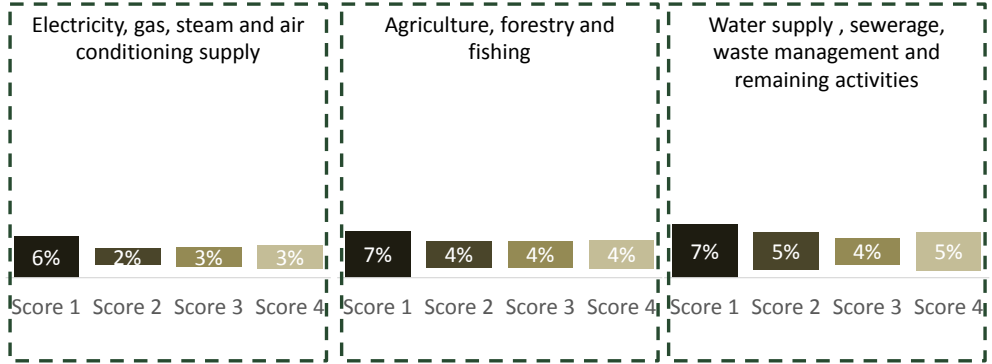 Electricity, gas, steam and air
conditioning supply
6%
2%
3%
3%
Score 1 Score 2 Score 3 Score 4
Agriculture, forestry and
fishing
7%
4%
4%
4%
Score 1 Score 2 Score 3 Score 4
Water supply , sewerage,
waste management and
remaining activities
7%
5%
4%
5%
Score 1 Score 2 Score 3 Score 4